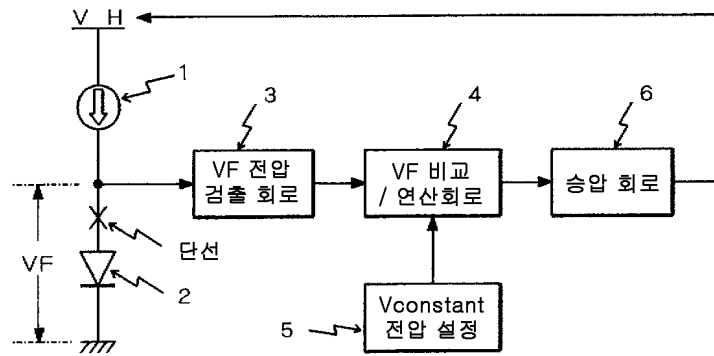 V H
1
3
4
6
VF 전압
검출 회로
VF 비교
/ 연산회로
승압 회로
단선
VF
2
5
Vconstant
전압 설정